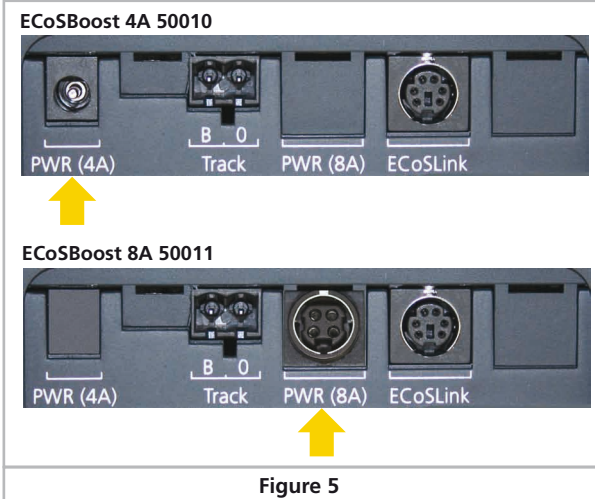 ECoSBoost 4A 50010
B 0
PWR (4A) Track PWR (8A) ECoSLink
ECoSBoost 8A 50011
B 0
PWR (4A) Track PWR (8A) ECoSLink
Figure 5